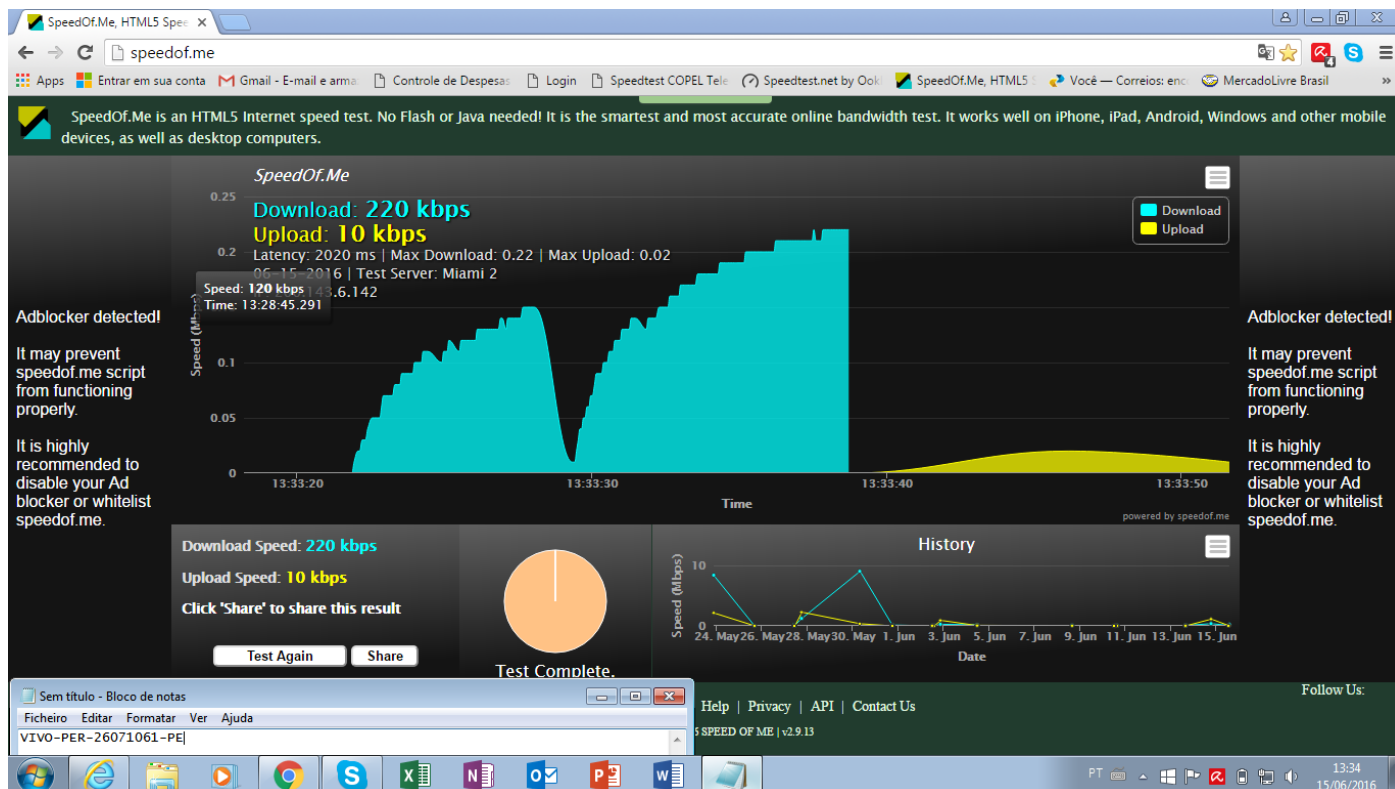 SpeedOf.Me, HTML5 Spee
speedof.me
Apps Entrar em sua conta Gmail - E-mail e arma Controle de Despesas Login Speedtest COPEL Tele Speedtest.net by Ook SpeedOf.Me, HTML5 S Você — Correios: enc MercadoLivre Brasil »
SpeedOf.Me is an HTML5 Internet speed test. No Flash or Java needed! It is the smartest and most accurate online bandwidth test. It works well on iPhone, iPad, Android, Windows and other mobile
devices, as well as desktop computers.
SpeedOf.Me
Download: 220 kbps
Upload: 10 kbps
Latency: 2020 ms | Max Download: 0.22 | Max Upload: 0.02
06-15-2016 | Test Server: Miami 2
143.6.142
Speed: 120 kbps
Time: 13:28:45.291
Download
Upload
0.25
0.2
0.1
0.05
0
Speed (Mbps)
13:33:20 13:33:30 13:33:40 13:33:50
Time
powered by speedof.me
Adblocker detected!
It may prevent
speedof.me script
from functioning
properly.
It is highly
recommended to
disable your Ad
blocker or whitelist
speedof.me.
Adblocker detected!
It may prevent
speedof.me script
from functioning
properly.
It is highly
recommended to
disable your Ad
blocker or whitelist
speedof.me.
Download Speed: 220 kbps
Upload Speed: 10 kbps
Click 'Share' to share this result
Test Again Share
Test Complete.
History
Speed (Mbps)
10
0
24. May 26. May 28. May 30. May 1. Jun 3. Jun 5. Jun 7. Jun 9. Jun 11. Jun 13. Jun 15. Jun
Date
Follow Us:
Help | Privacy | API | Contact Us
SPEED OF ME | v2.9.13
Sem título - Bloco de notas
Ficheiro Editar Formatar Ver Ajuda
VIVO-PER-26071061-PE
PT
13:34
15/06/2016